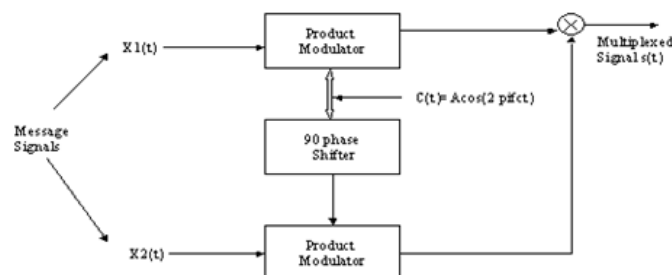 Product
Modulator
X1(t)
Multiplexed
Signal s(t)
C(t)= Acos(2 pifct)
Message
Signals
90 phase
Shifter
Product
Modulator
X2(t)